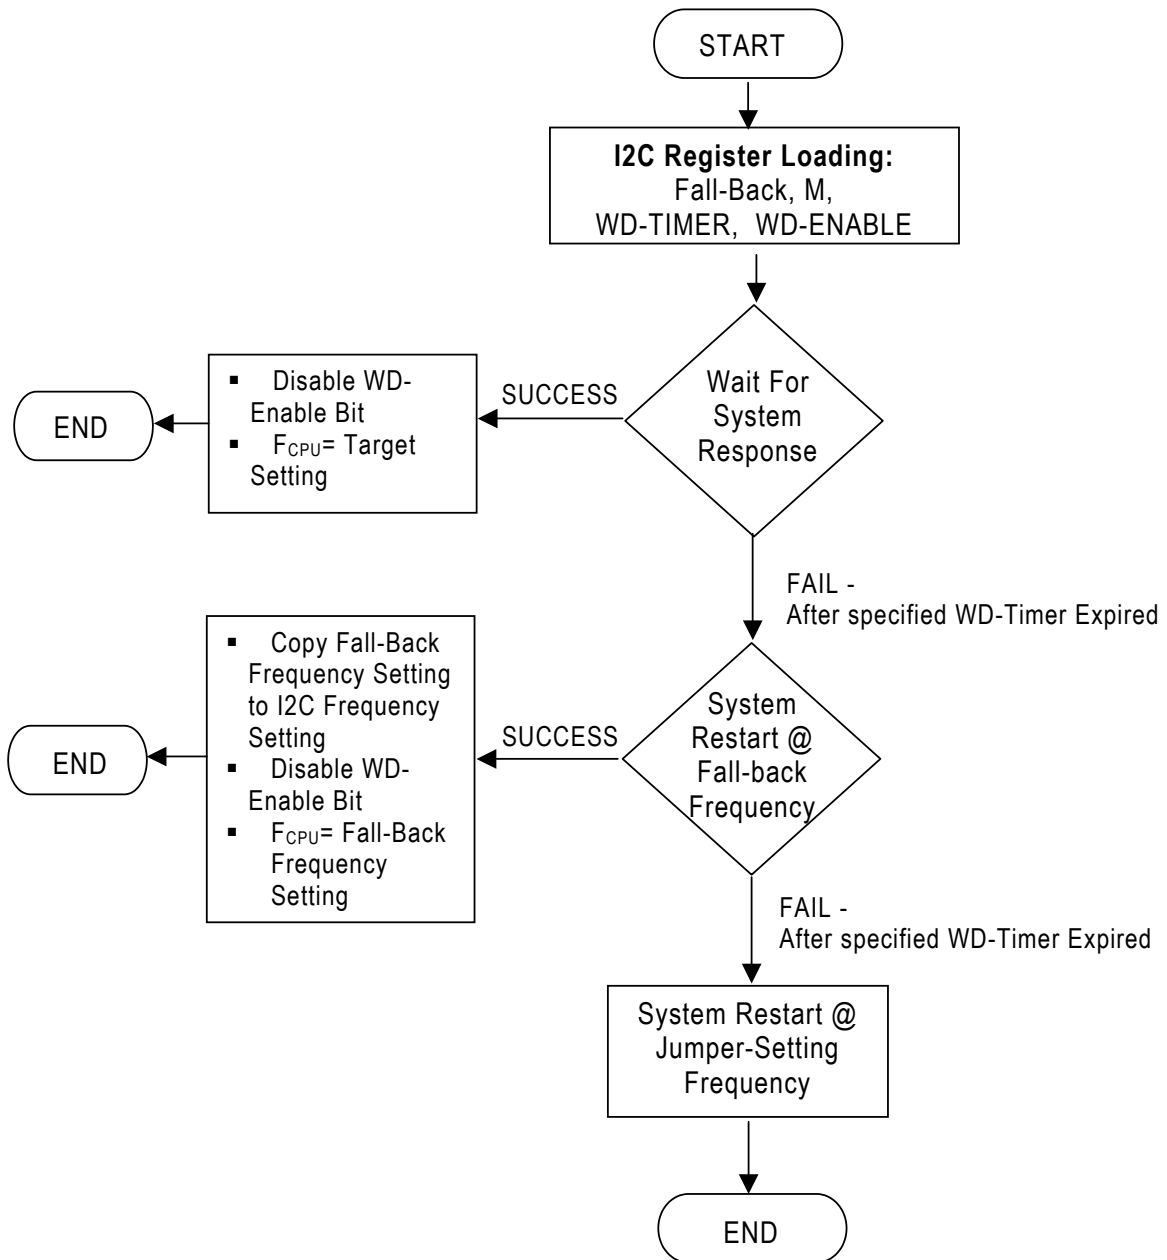 START
I2C Register Loading:
Fall-Back, M,
WD-TIMER, WD-ENABLE
Wait For
System
Response
SUCCESS
▪ Disable WD-
Enable Bit
▪ FCPU= Target
Setting
END
FAIL -
After specified WD-Timer Expired
System
Restart @
Fall-back
Frequency
SUCCESS
▪ Copy Fall-Back
Frequency Setting
to I2C Frequency
Setting
▪ Disable WD-
Enable Bit
▪ FCPU= Fall-Back
Frequency
Setting
END
FAIL -
After specified WD-Timer Expired
System Restart @
Jumper-Setting
Frequency
END